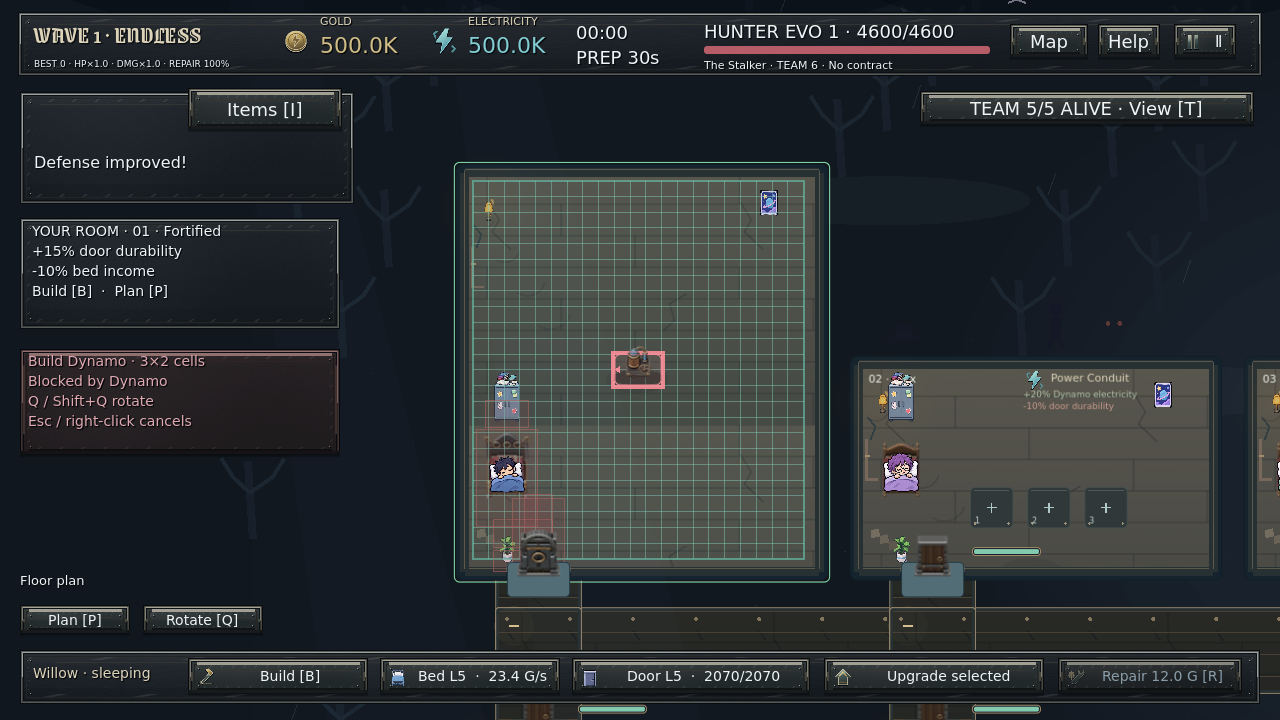 WAVE 1 · ENDLESS
BEST 0 · HP×1.0 · DMG×1.0 · REPAIR 100%
GOLD
500.0K
ELECTRICITY
500.0K
00:00
PREP 30s
HUNTER EVO 1 · 4600/4600
The Stalker · TEAM 6 · No contract
Map
Help
Items [I]
Defense improved!
TEAM 5/5 ALIVE · View [T]
YOUR ROOM · 01 · Fortified
+15% door durability
-10% bed income
Build [B] · Plan [P]
Build Dynamo · 3×2 cells
Blocked by Dynamo
Q / Shift+Q rotate
Esc / right-click cancels
02 ·
Power Conduit
+20% Dynamo electricity
-10% door durability
03
+
1
+
2
+
3
Floor plan
Plan [P]
Rotate [Q]
Willow · sleeping
Build [B]
Bed L5 · 23.4 G/s
Door L5 · 2070/2070
Upgrade selected
Repair 12.0 G [R]